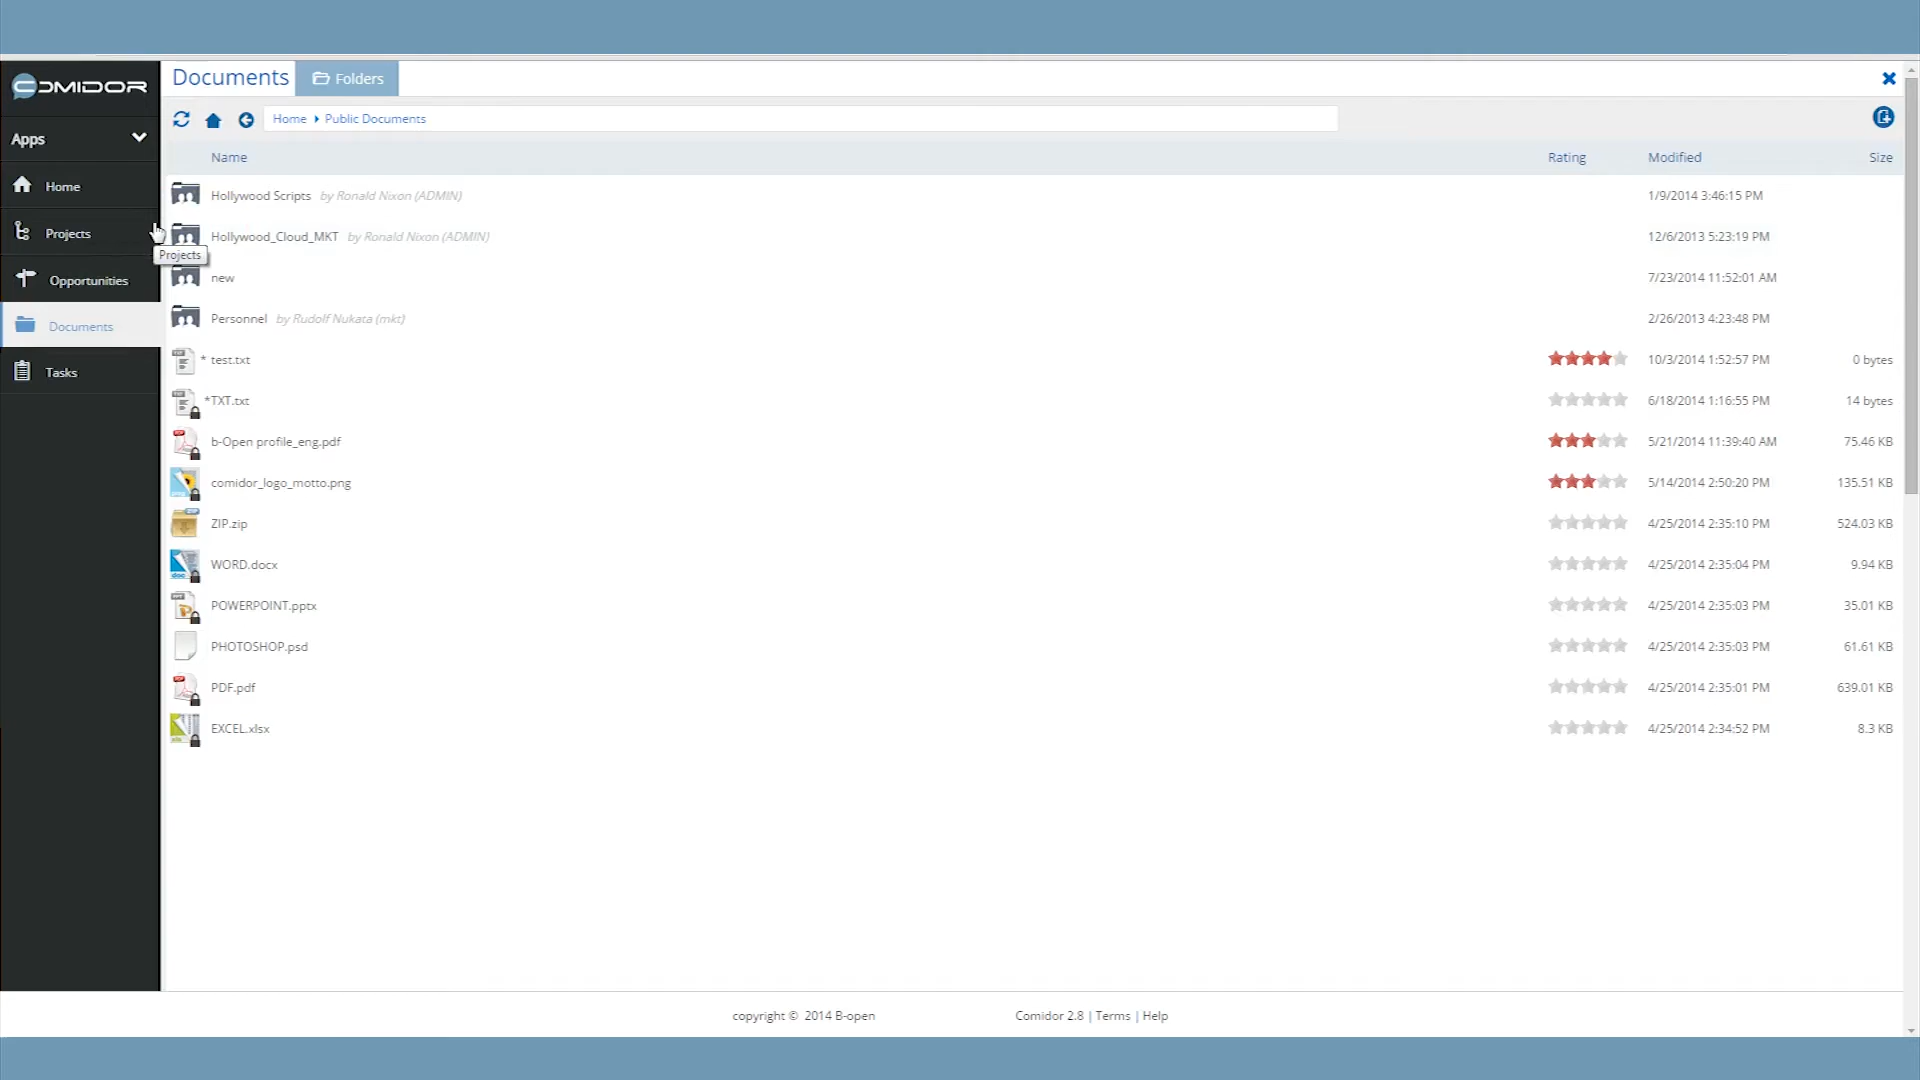 COMIDOR
Documents
Folders
Apps
Home
Projects
Opportunities
Documents
Tasks
Projects
Home Public Documents
Name Rating Modified Size
Hollywood Scripts by Ronald Nixon (ADMIN) 1/9/2014 3:46:15 PM
Hollywood_Cloud_MKT by Ronald Nixon (ADMIN) 12/6/2013 5:23:19 PM
new 7/23/2014 11:52:01 AM
Personnel by Rudolf Nukata (mkt) 2/26/2013 4:23:48 PM
* test.txt 10/3/2014 1:52:57 PM 0 bytes
*TXT.txt 6/18/2014 1:16:55 PM 14 bytes
b-Open profile_eng.pdf 5/21/2014 11:39:40 AM 75.46 KB
comidor_logo_motto.png 5/14/2014 2:50:20 PM 135.51 KB
ZIP.zip 4/25/2014 2:35:10 PM 524.03 KB
WORD.docx 4/25/2014 2:35:04 PM 9.94 KB
POWERPOINT.pptx 4/25/2014 2:35:03 PM 35.01 KB
PHOTOSHOP.psd 4/25/2014 2:35:03 PM 61.61 KB
PDF.pdf 4/25/2014 2:35:01 PM 639.01 KB
EXCEL.xlsx 4/25/2014 2:34:52 PM 8.3 KB
copyright © 2014 B-open Comidor 2.8 | Terms | Help